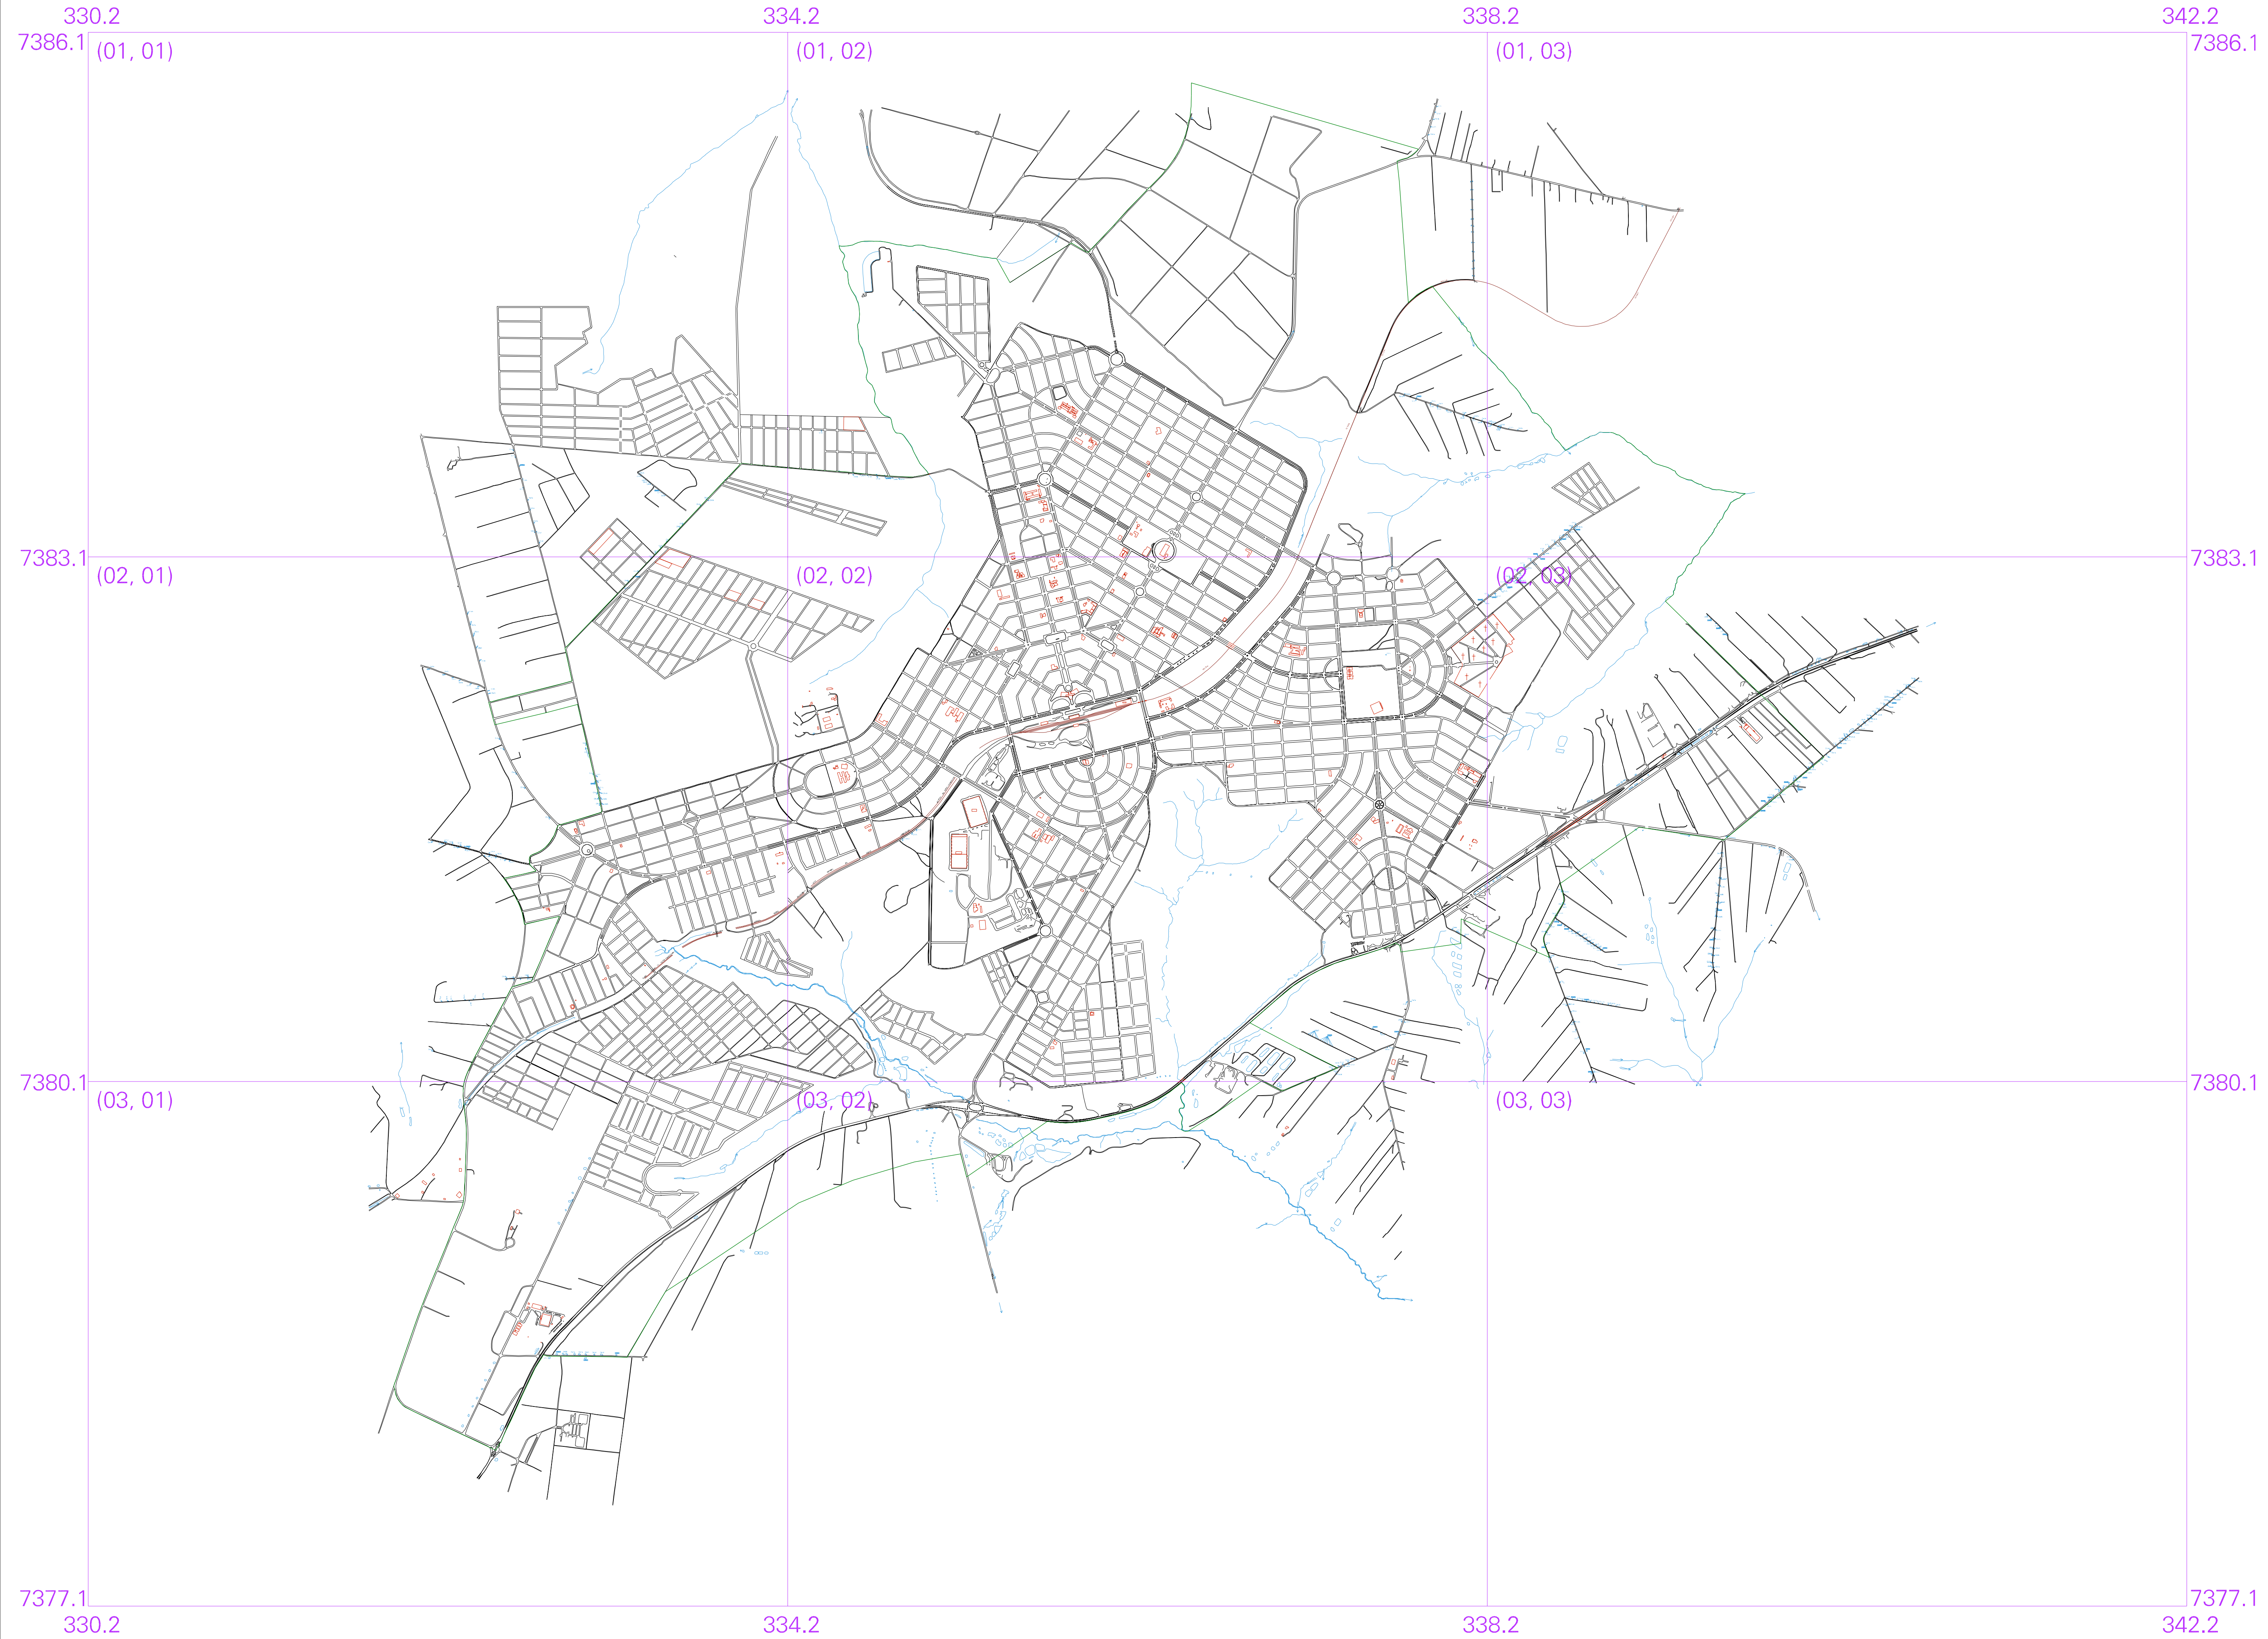 330.2 334.2 338.2 342.2
7386.1 (01, 01) (01, 02) (01, 03) 7386.1
7383.1 7383.1
(02, 01) (02, 02) (02, 03)
7380.1 7380.1
(03, 01) (03, 02) (03, 03)
7377.1 7377.1
330.2 334.2 338.2 342.2